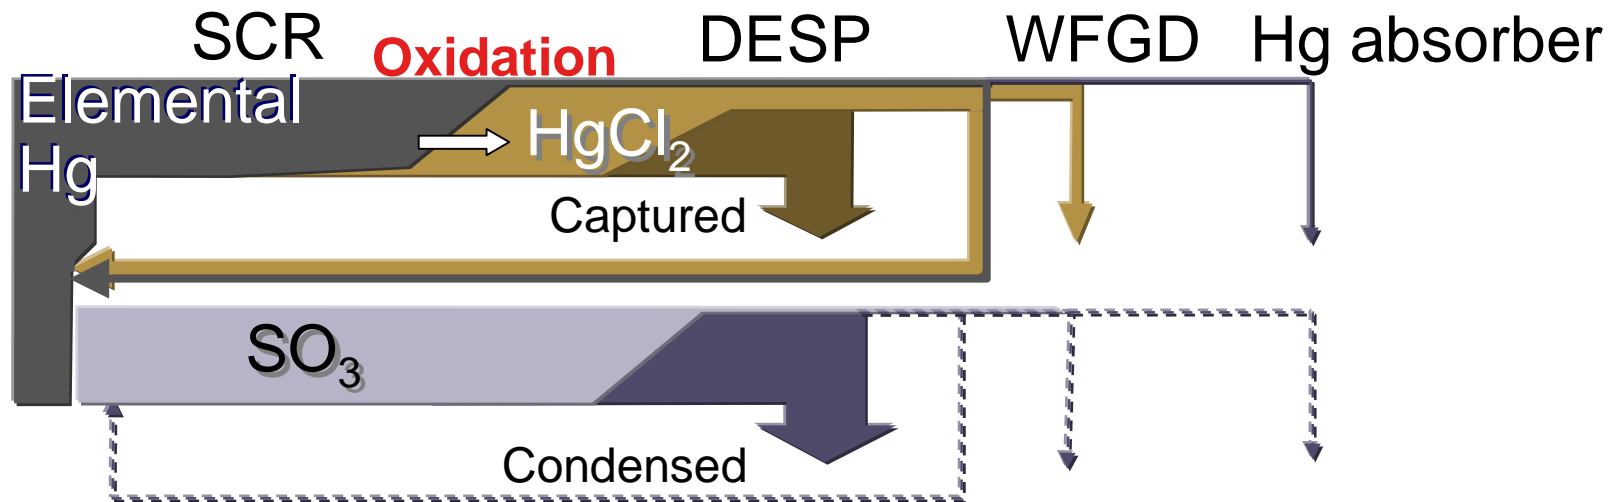 SCR
Oxidation
DESP
WFGD
Hg absorber
Elemental
Hg
HgCl₂
Captured
SO₃
Condensed